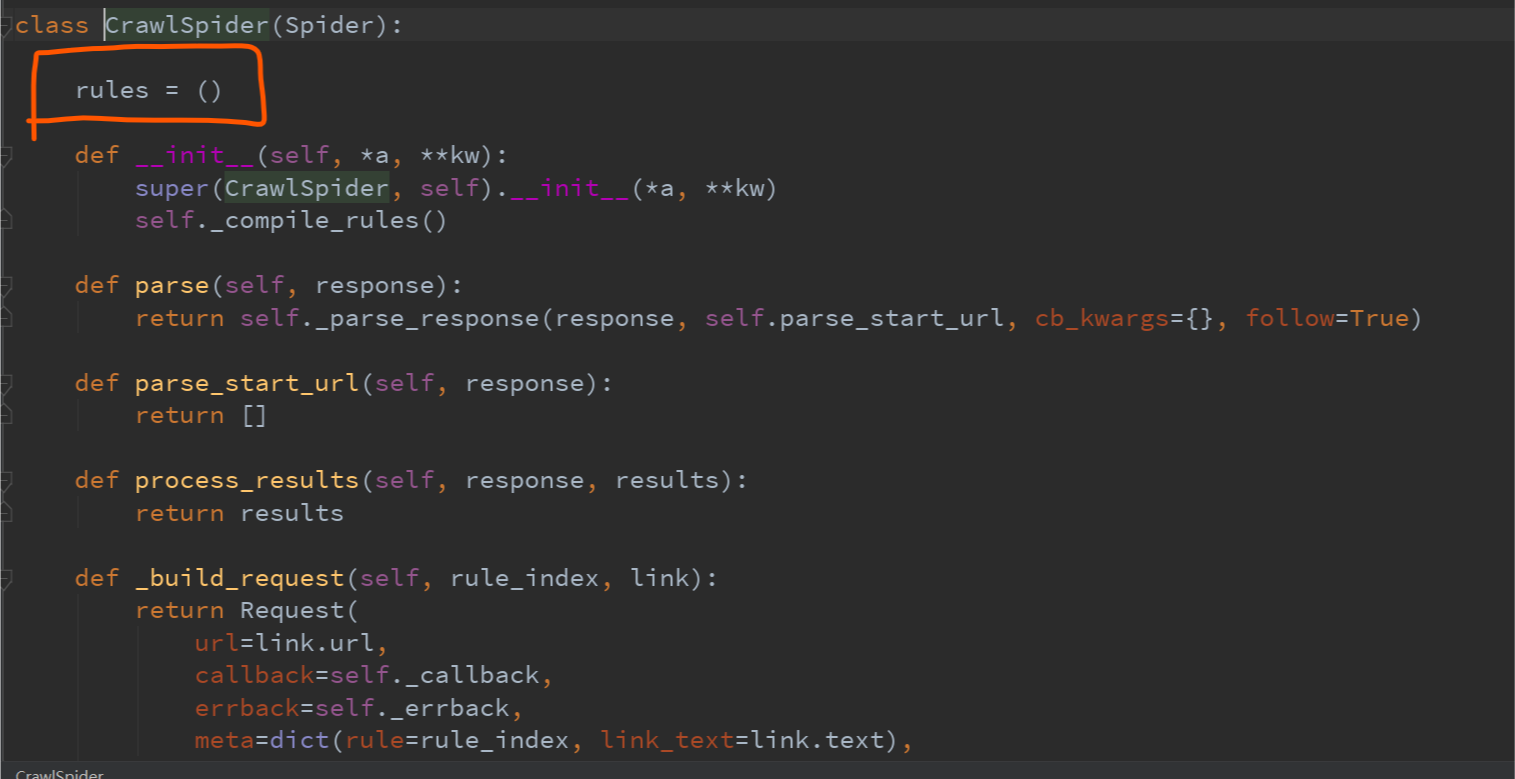 class CrawlSpider(Spider):
rules = ()
def __init__(self, *a, **kw):
super(CrawlSpider, self).__init__(*a, **kw)
self._compile_rules()
def parse(self, response):
return self._parse_response(response, self.parse_start_url, cb_kwargs={}, follow=True)
def parse_start_url(self, response):
return []
def process_results(self, response, results):
return results
def _build_request(self, rule_index, link):
return Request(
url=link.url,
callback=self._callback,
errback=self._errback,
meta=dict(rule=rule_index, link_text=link.text),
CrawlSpider